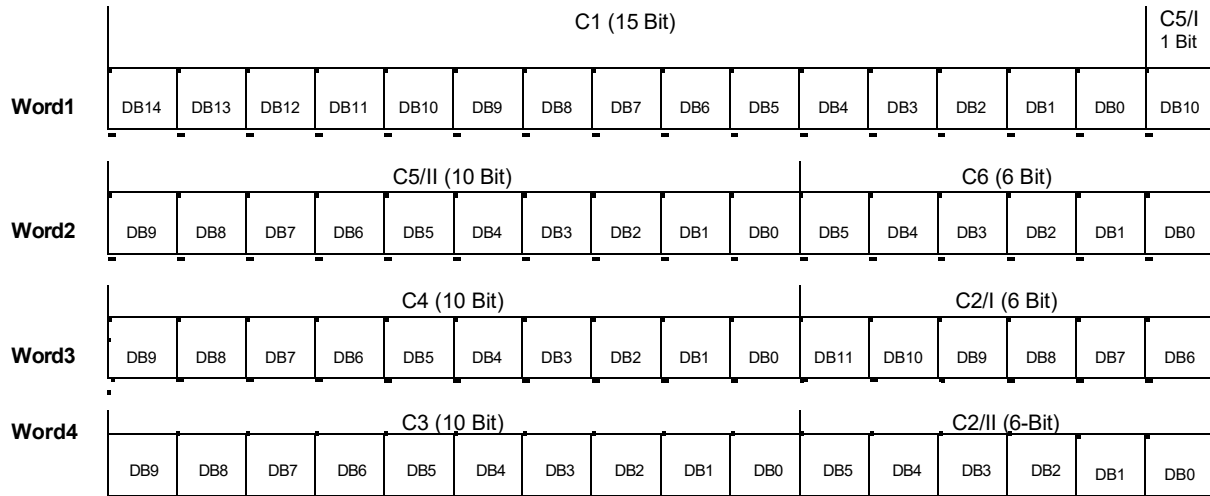 C1 (15 Bit) C5/I
1 Bit
Word1 DB14 DB13 DB12 DB11 DB10 DB9 DB8 DB7 DB6 DB5 DB4 DB3 DB2 DB1 DB0 DB10
C5/II (10 Bit) C6 (6 Bit)
Word2 DB9 DB8 DB7 DB6 DB5 DB4 DB3 DB2 DB1 DB0 DB5 DB4 DB3 DB2 DB1 DB0
C4 (10 Bit) C2/I (6 Bit)
Word3 DB9 DB8 DB7 DB6 DB5 DB4 DB3 DB2 DB1 DB0 DB11 DB10 DB9 DB8 DB7 DB6
C3 (10 Bit) C2/II (6-Bit)
Word4 DB9 DB8 DB7 DB6 DB5 DB4 DB3 DB2 DB1 DB0 DB5 DB4 DB3 DB2 DB1 DB0